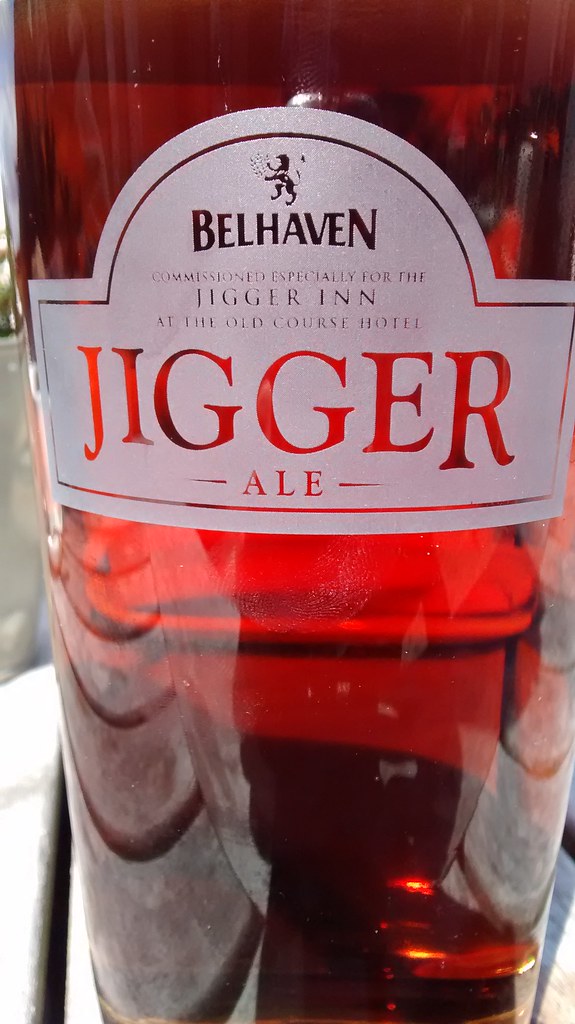 BELHAVEN
COMMISSIONED ESPECIALLY FOR THE
JIGGER INN
AT THE OLD COURSE HOTEL
JIGGER
ALE